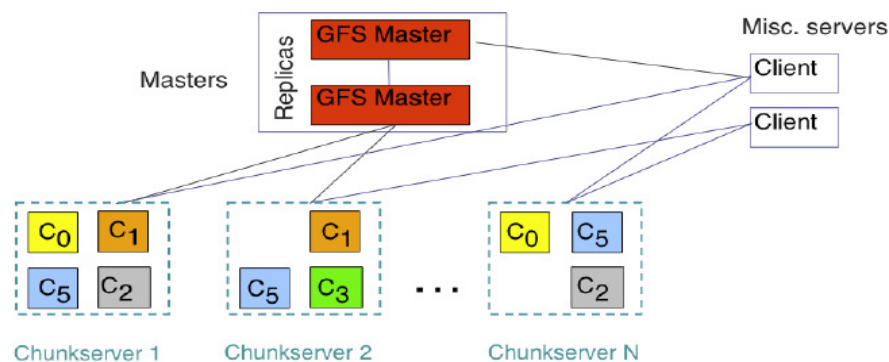 GFS Master
Misc. servers
Masters
Replicas
Client
GFS Master
Client
C0
C1
C1
C0
C5
C5
C2
C5
C3
...
C2
Chunkserver 1
Chunkserver 2
Chunkserver N